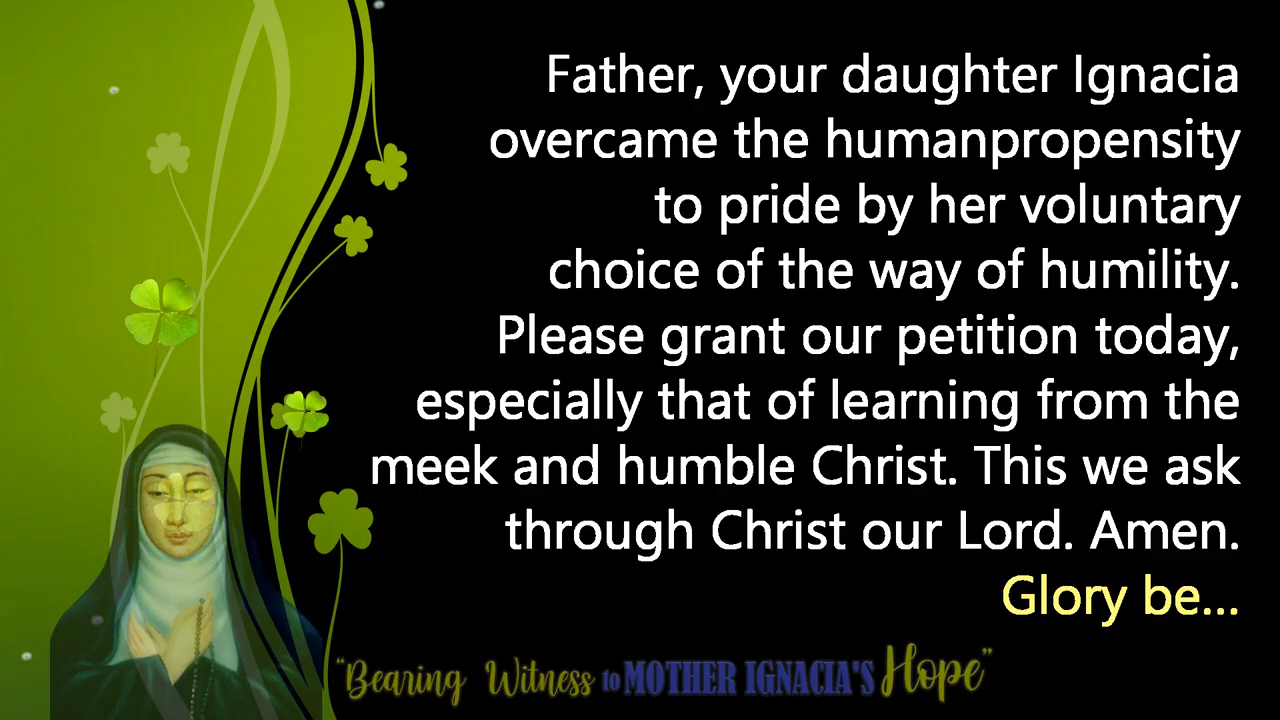 Father, your daughter Ignacia
overcame the humanpropensity
to pride by her voluntary
choice of the way of humility.
Please grant our petition today,
especially that of learning from the
meek and humble Christ. This we ask
through Christ our Lord. Amen.
Glory be...
"Bearing Witness to MOTHER IGNACIA'S Hope"